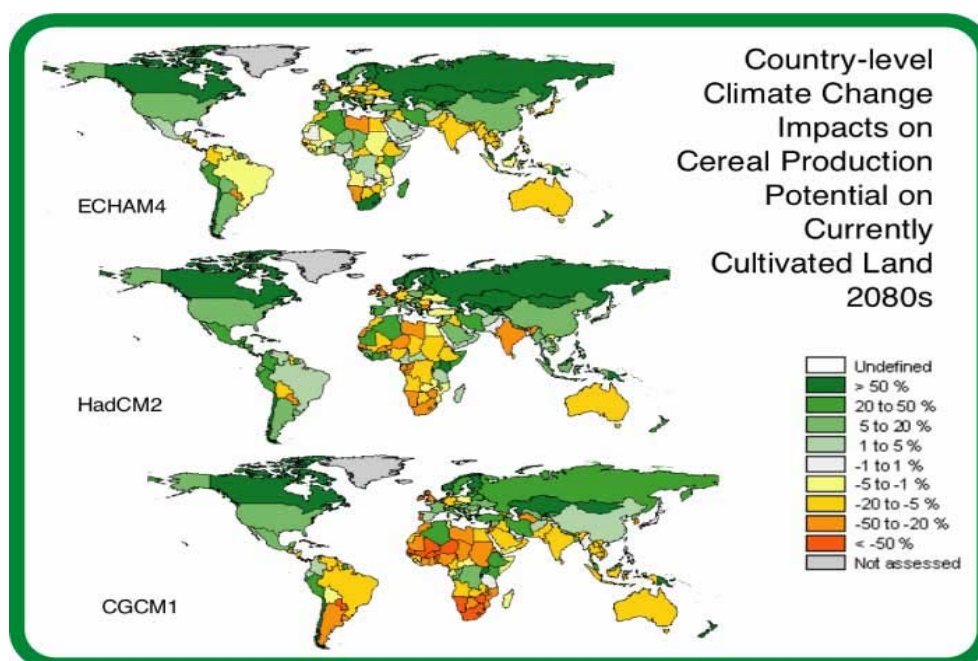 Country-level
Climate Change
Impacts on
Cereal Production
Potential on
Currently
Cultivated Land
2080s
ECHAM4
HadCM2
CGCM1
Undefined
> 50 %
20 to 50 %
5 to 20 %
1 to 5 %
-1 to 1 %
-5 to -1 %
-20 to -5 %
-50 to -20 %
< -50 %
Not assessed